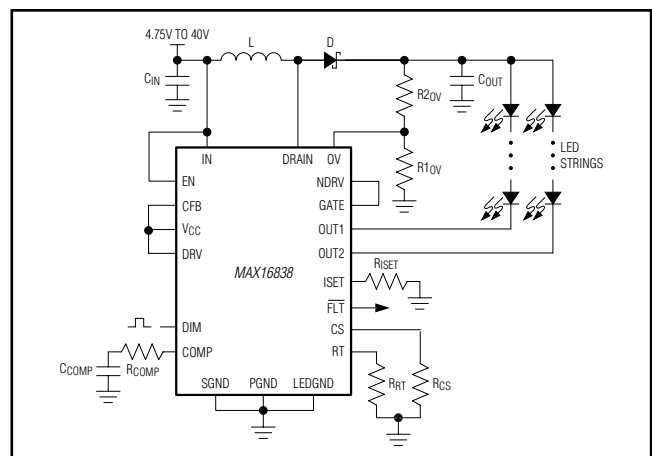 4.75V TO 40V
L
D
CIN
R2OV
COUT
IN
DRAIN
OV
R1OV
LED
STRINGS
EN
NDRV
CFB
GATE
VCC
OUT1
DRV
OUT2
MAX16838
ISET
RISET
FLT
DIM
CS
COMP
RT
CCOMP
RCOMP
RRT
RCS
SGND
PGND
LEDGND